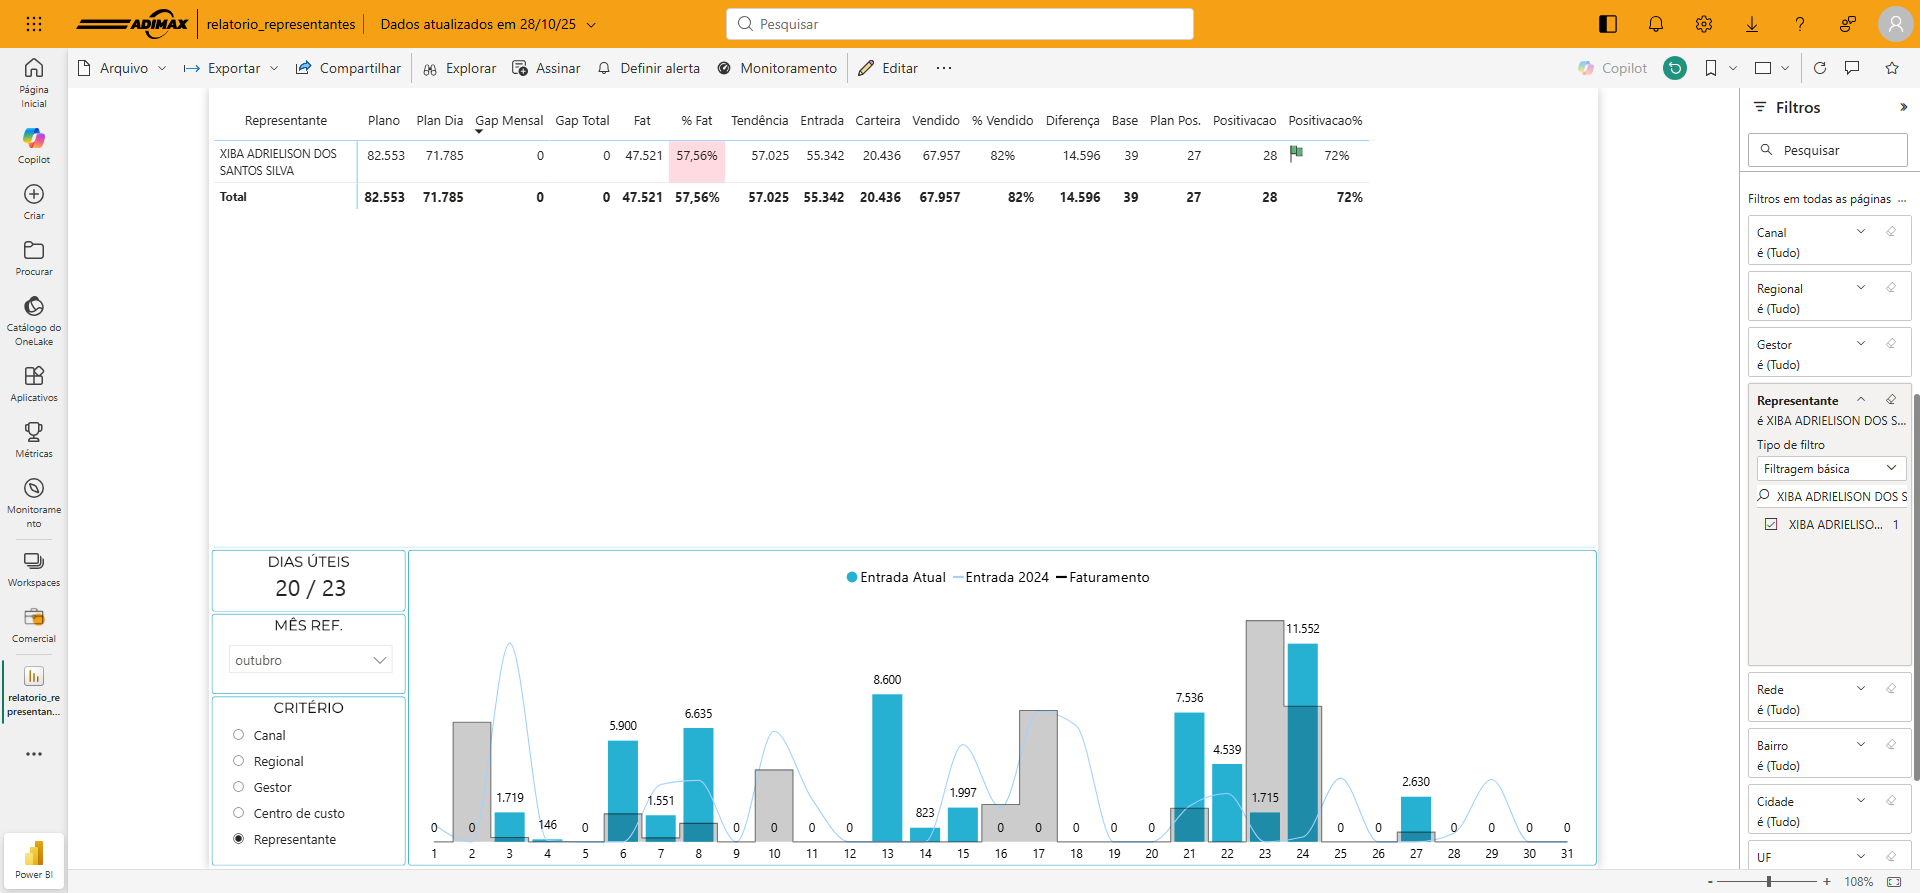 ADIMAX
relatorio_representantes
Dados atualizados em 28/10/25
Pesquisar
Arquivo
Exportar
Compartilhar
Explorar
Assinar
Definir alerta
Monitoramento
Editar
Copilot
Página
Inicial
Copilot
Criar
Procurar
Catálogo do
OneLake
Aplicativos
Métricas
Monitorame
nto
Workspaces
Comercial
relatorio_re
presentan...
Power BI
Representante Plano Plan Dia Gap Mensal Gap Total Fat % Fat Tendência Entrada Carteira Vendido % Vendido Diferença Base Plan Pos. Positivacao Positivacao%
XIBA ADRIELISON DOS
SANTOS SILVA
82.553 71.785 0 0 47.521 57,56% 57.025 55.342 20.436 67.957 82% 14.596 39 27 28 72%
Total 82.553 71.785 0 0 47.521 57,56% 57.025 55.342 20.436 67.957 82% 14.596 39 27 28 72%
DIAS ÚTEIS
20 / 23
MÊS REF.
outubro
CRITÉRIO
Canal
Regional
Gestor
Centro de custo
Representante
Entrada Atual Entrada 2024 Faturamento
0 0 1.719 146 0 5.900 1.551 6.635 0 0 0 0 8.600 823 1.997 0 0 0 0 0 7.536 4.539 1.715 11.552 0 0 2.630 0 0 0 0
1 2 3 4 5 6 7 8 9 10 11 12 13 14 15 16 17 18 19 20 21 22 23 24 25 26 27 28 29 30 31
Filtros
Pesquisar
Filtros em todas as páginas ...
Canal
é (Tudo)
Regional
é (Tudo)
Gestor
é (Tudo)
Representante
é XIBA ADRIELISON DOS S...
Tipo de filtro
Filtragem básica
XIBA ADRIELISON DOS S
XIBA ADRIELISO... 1
Rede
é (Tudo)
Bairro
é (Tudo)
Cidade
é (Tudo)
UF
- + 108%